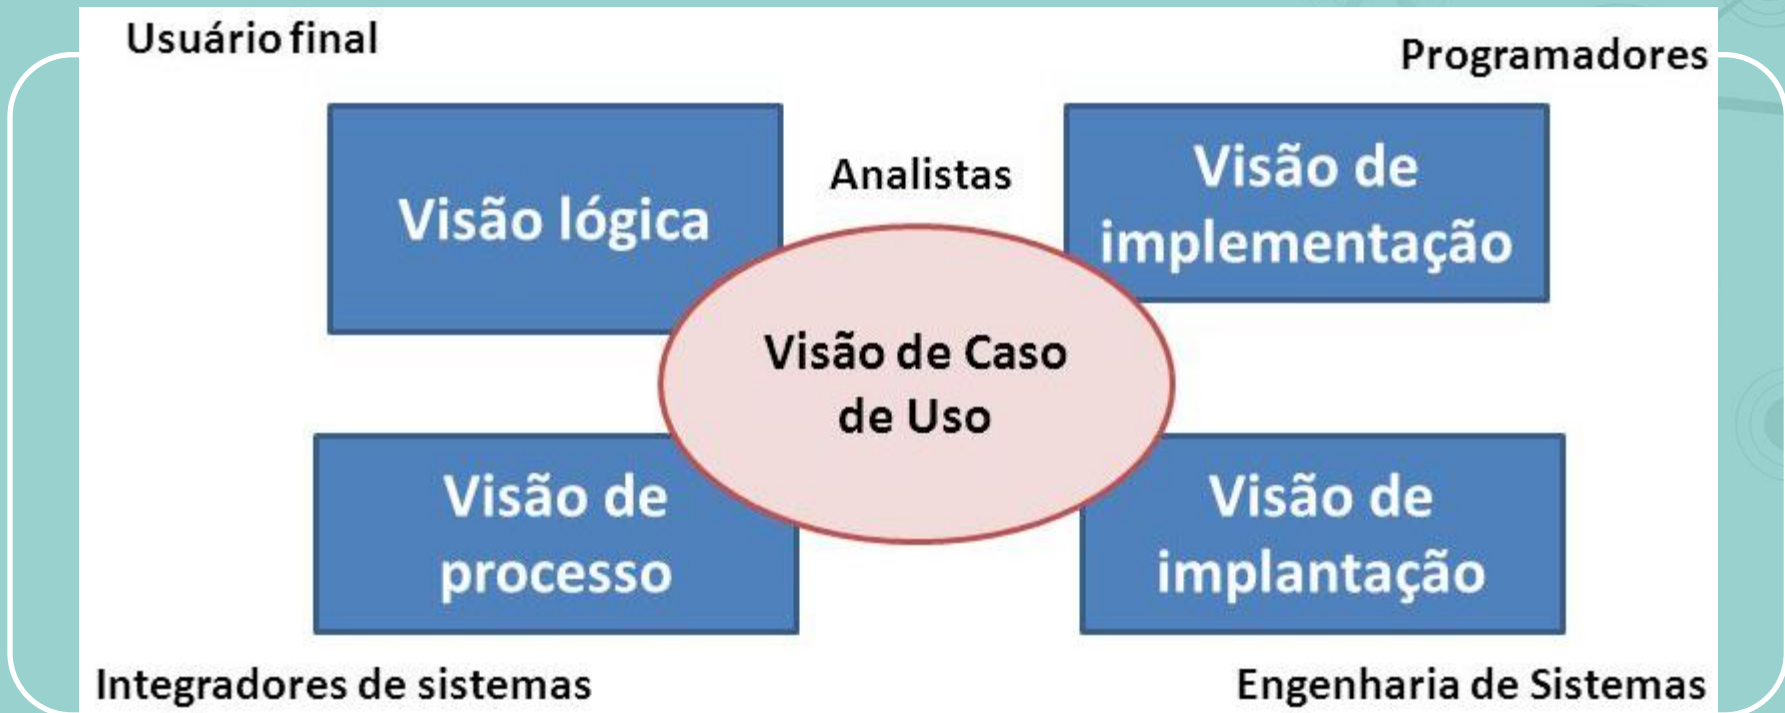 Usuário final
Programadores
Analistas
Visão lógica
Visão de
implementação
Visão de Caso
de Uso
Visão de
processo
Visão de
implantação
Integradores de sistemas
Engenharia de Sistemas